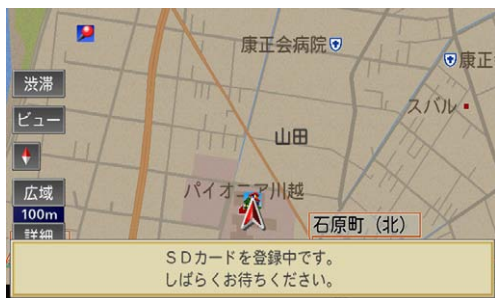 康正会病院
康正
渋滞
スバル
ビュー
山田
広域
パイオニア川越
100m
石原町（北）
詳細
ＳＤカードを登録中です。
しばらくお待ちください。